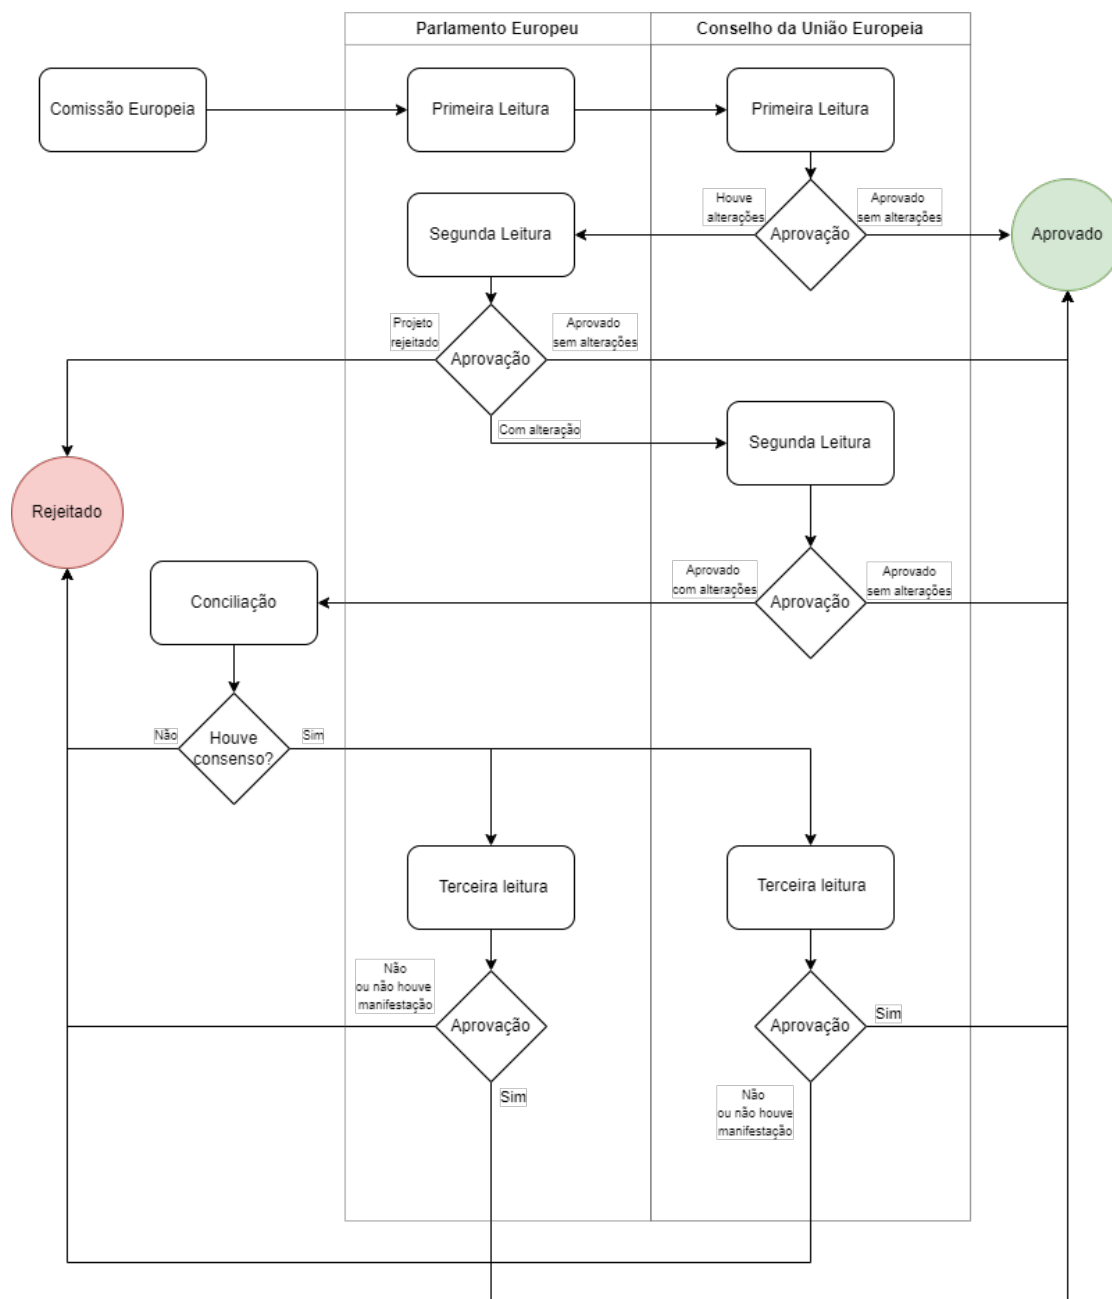 Parlamento Europeu
Conselho da União Europeia
Comissão Europeia
Primeira Leitura
Primeira Leitura
Houve
alterações
Aprovado
sem alterações
Segunda Leitura
Aprovação
Aprovado
Projeto
rejeitado
Aprovado
sem alterações
Aprovação
Com alteração
Segunda Leitura
Rejeitado
Aprovado
com alterações
Aprovado
sem alterações
Conciliação
Aprovação
Não
Houve
consenso?
Sim
Terceira leitura
Terceira leitura
Não
ou não houve
manifestação
Aprovação
Aprovação
Sim
Sim
Não
ou não houve
manifestação